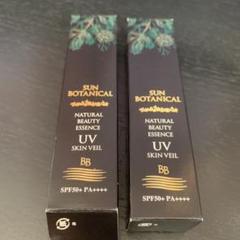 SUN
BOTANICAL
NATURAL
BEAUTY
ESSENCE
UV
SKIN VEIL
BB
SPF50+ PA++++
SUN
BOTANICAL
NATURAL
BEAUTY
ESSENCE
UV
SKIN VEIL
BB
SPF50+ PA++++